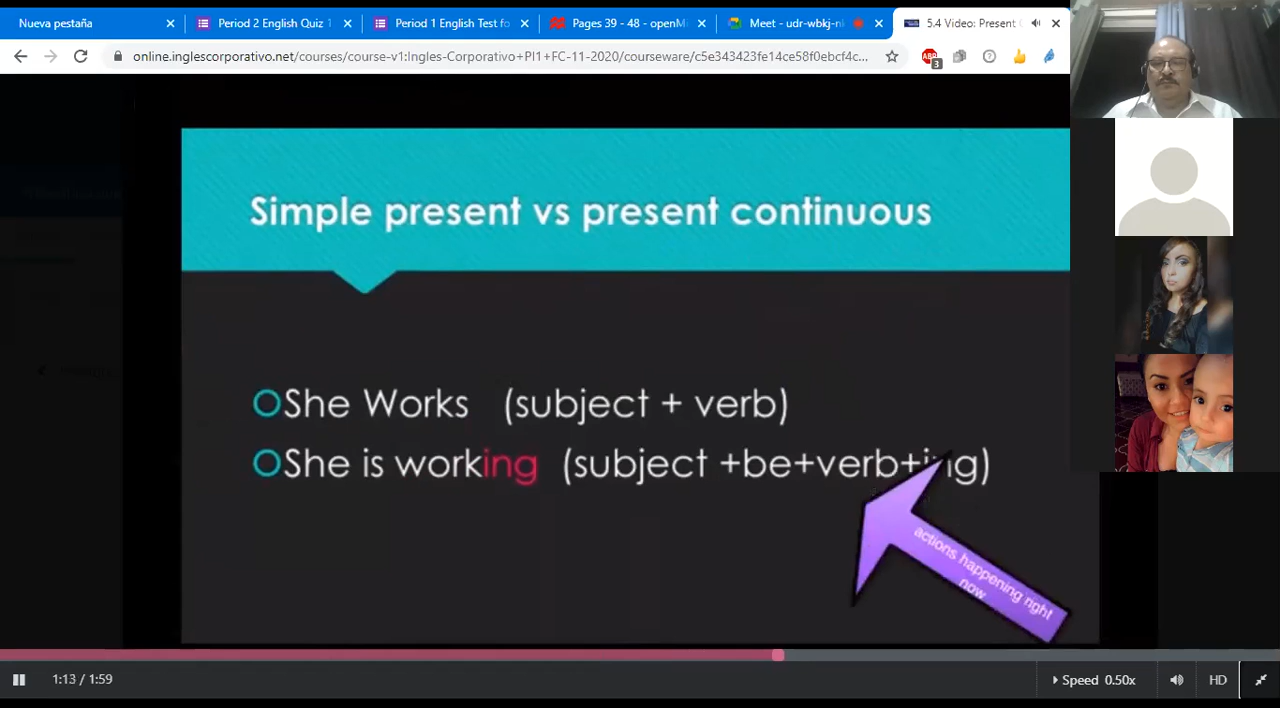 Nueva pestaña
Period 2 English Quiz
Period 1 English Test fo
Pages 39 - 48 - openM
Meet - udr-wbkj-n
5.4 Video: Present
online.inglescorporativo.net/courses/course-v1:Ingles-Corporativo+PI1+FC-11-2020/courseware/c5e343423fe14ce58f0ebcf4c...
ABP
3
Simple present vs present continuous
She Works (subject + verb)
She is working (subject +be+verb+ing)
actions happening right
now
1:13 / 1:59
Speed 0.50x
HD